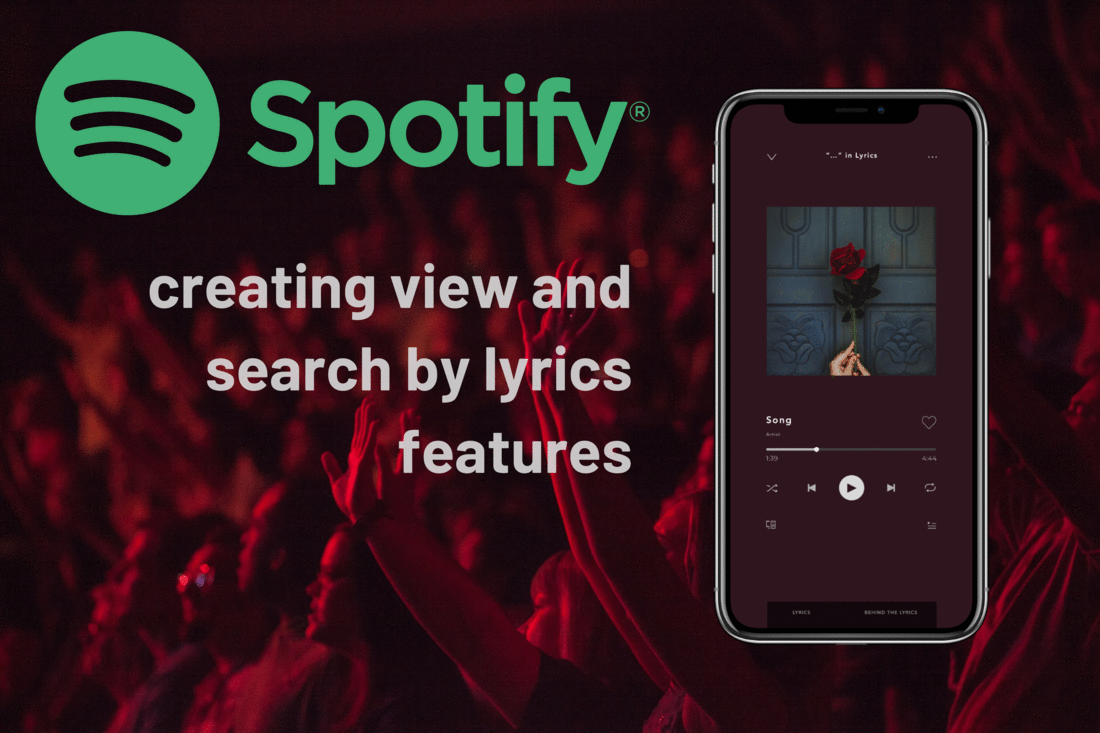 Spotify®
creating view and
search by lyrics
features
"..." in Lyrics
Song
Artist
1:39 4:44
LYRICS BEHIND THE LYRICS